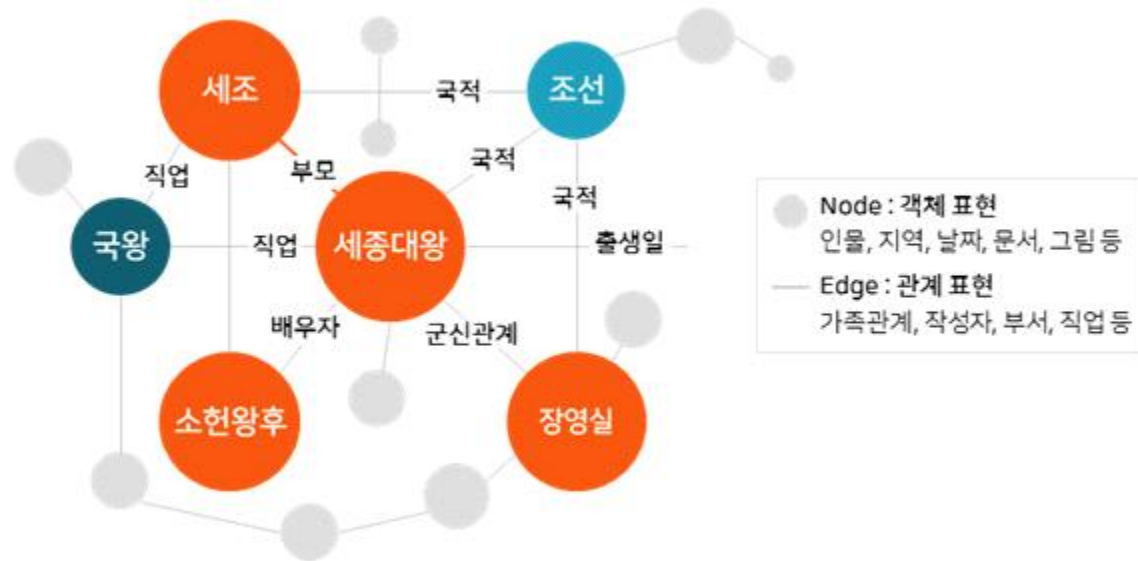 세조
국적
조선
직업
부모
국적
국적
국왕
직업
세종대왕
출생일
배우자
군신관계
소헌왕후
장영실
Node : 객체 표현
인물, 지역, 날짜, 문서, 그림 등
Edge : 관계 표현
가족관계, 작성자, 부서, 직업 등